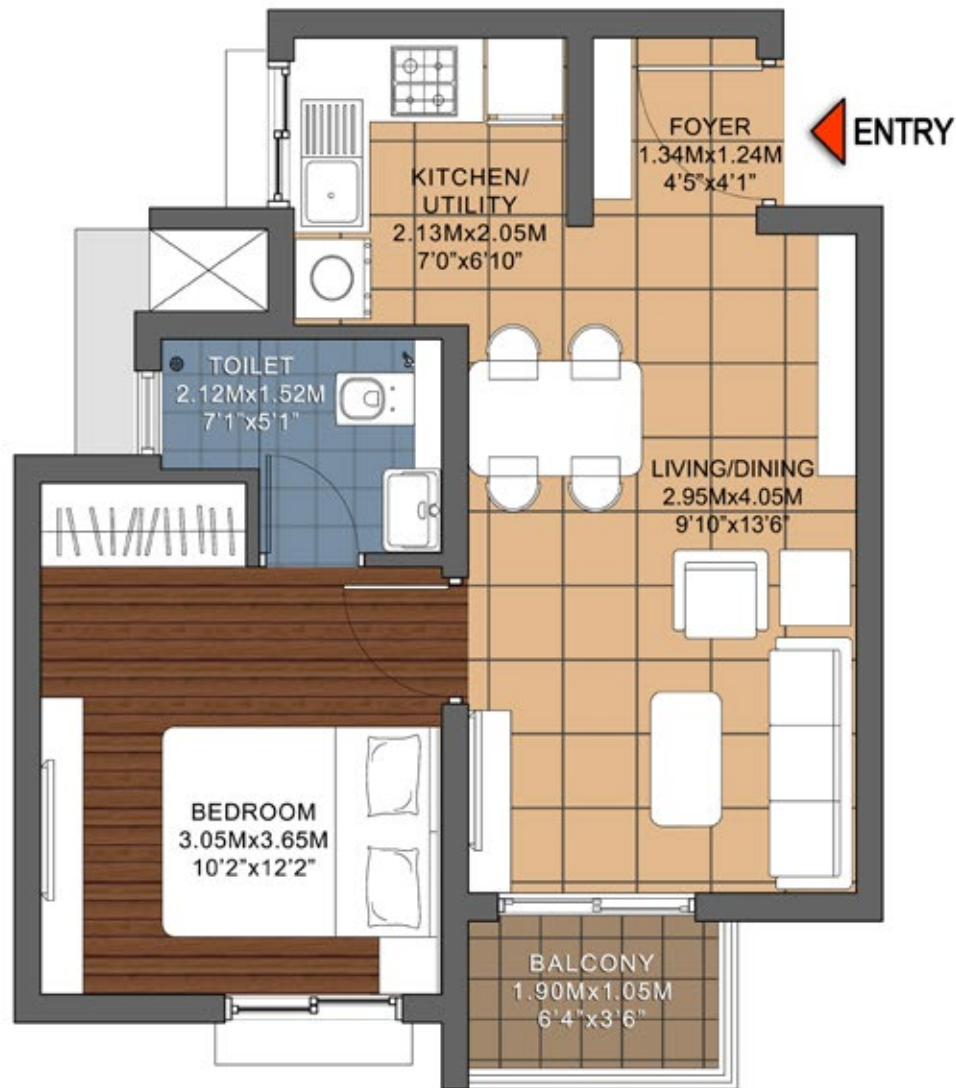 FOYER
1.34Mx1.24M
4'5"x4'1"
ENTRY
KITCHEN/
UTILITY
2.13Mx2.05M
7'0"x6'10"
TOILET
2.12Mx1.52M
7'1"x5'1"
LIVING/DINING
2.95Mx4.05M
9'10"x13'6"
BEDROOM
3.05Mx3.65M
10'2"x12'2"
BALCONY
1.90Mx1.05M
6'4"x3'6"